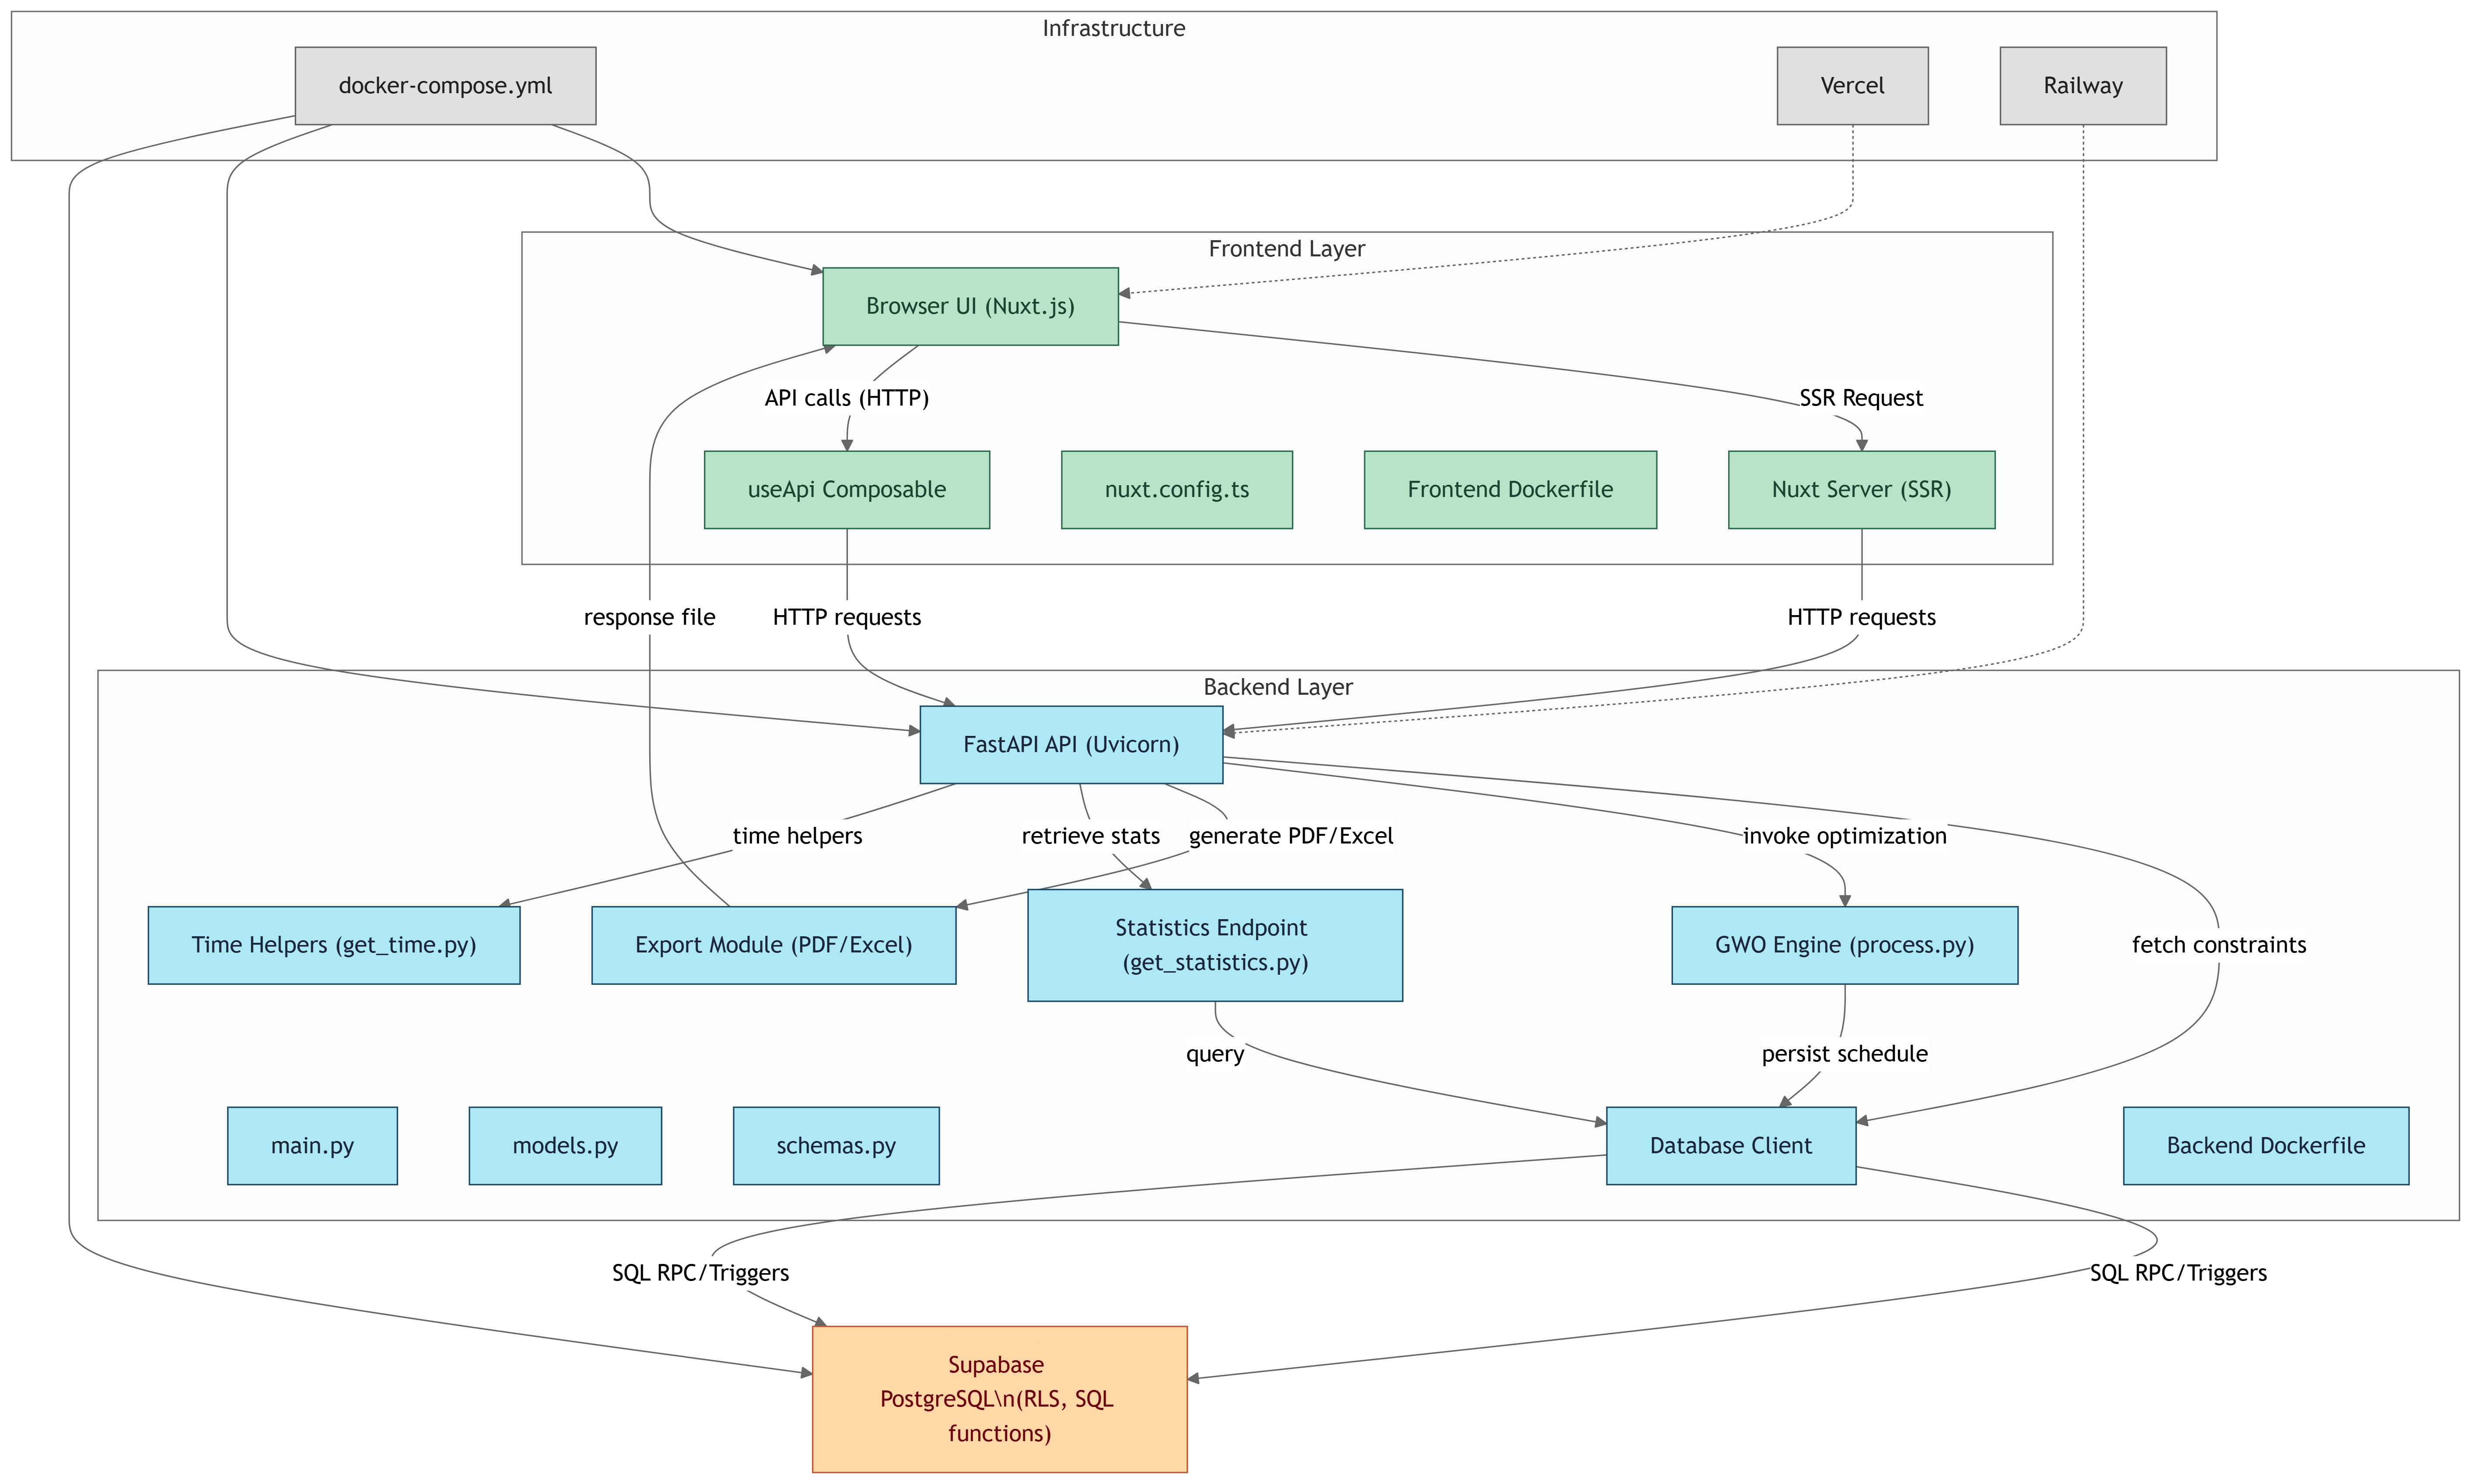 Infrastructure
docker-compose.yml
Vercel
Railway
Frontend Layer
Browser UI (Nuxt.js)
API calls (HTTP)
SSR Request
useApi Composable
nuxt.config.ts
Frontend Dockerfile
Nuxt Server (SSR)
response file
HTTP requests
HTTP requests
Backend Layer
FastAPI API (Uvicorn)
time helpers
retrieve stats
generate PDF/Excel
invoke optimization
Time Helpers (get_time.py)
Export Module (PDF/Excel)
Statistics Endpoint
(get_statistics.py)
GWO Engine (process.py)
fetch constraints
query
persist schedule
main.py
models.py
schemas.py
Database Client
Backend Dockerfile
SQL RPC/Triggers
SQL RPC/Triggers
Supabase
PostgreSQL\n(RLS, SQL
functions)